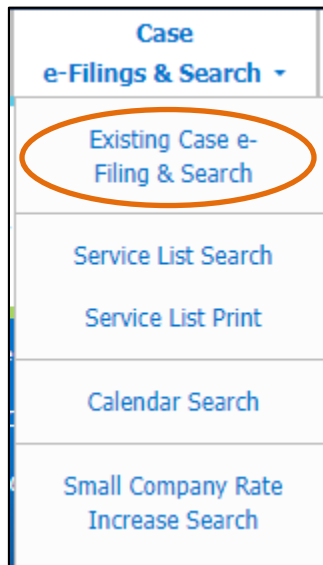 Case
e-Filings & Search
Existing Case e-
Filing & Search
Service List Search
Service List Print
Calendar Search
Small Company Rate
Increase Search